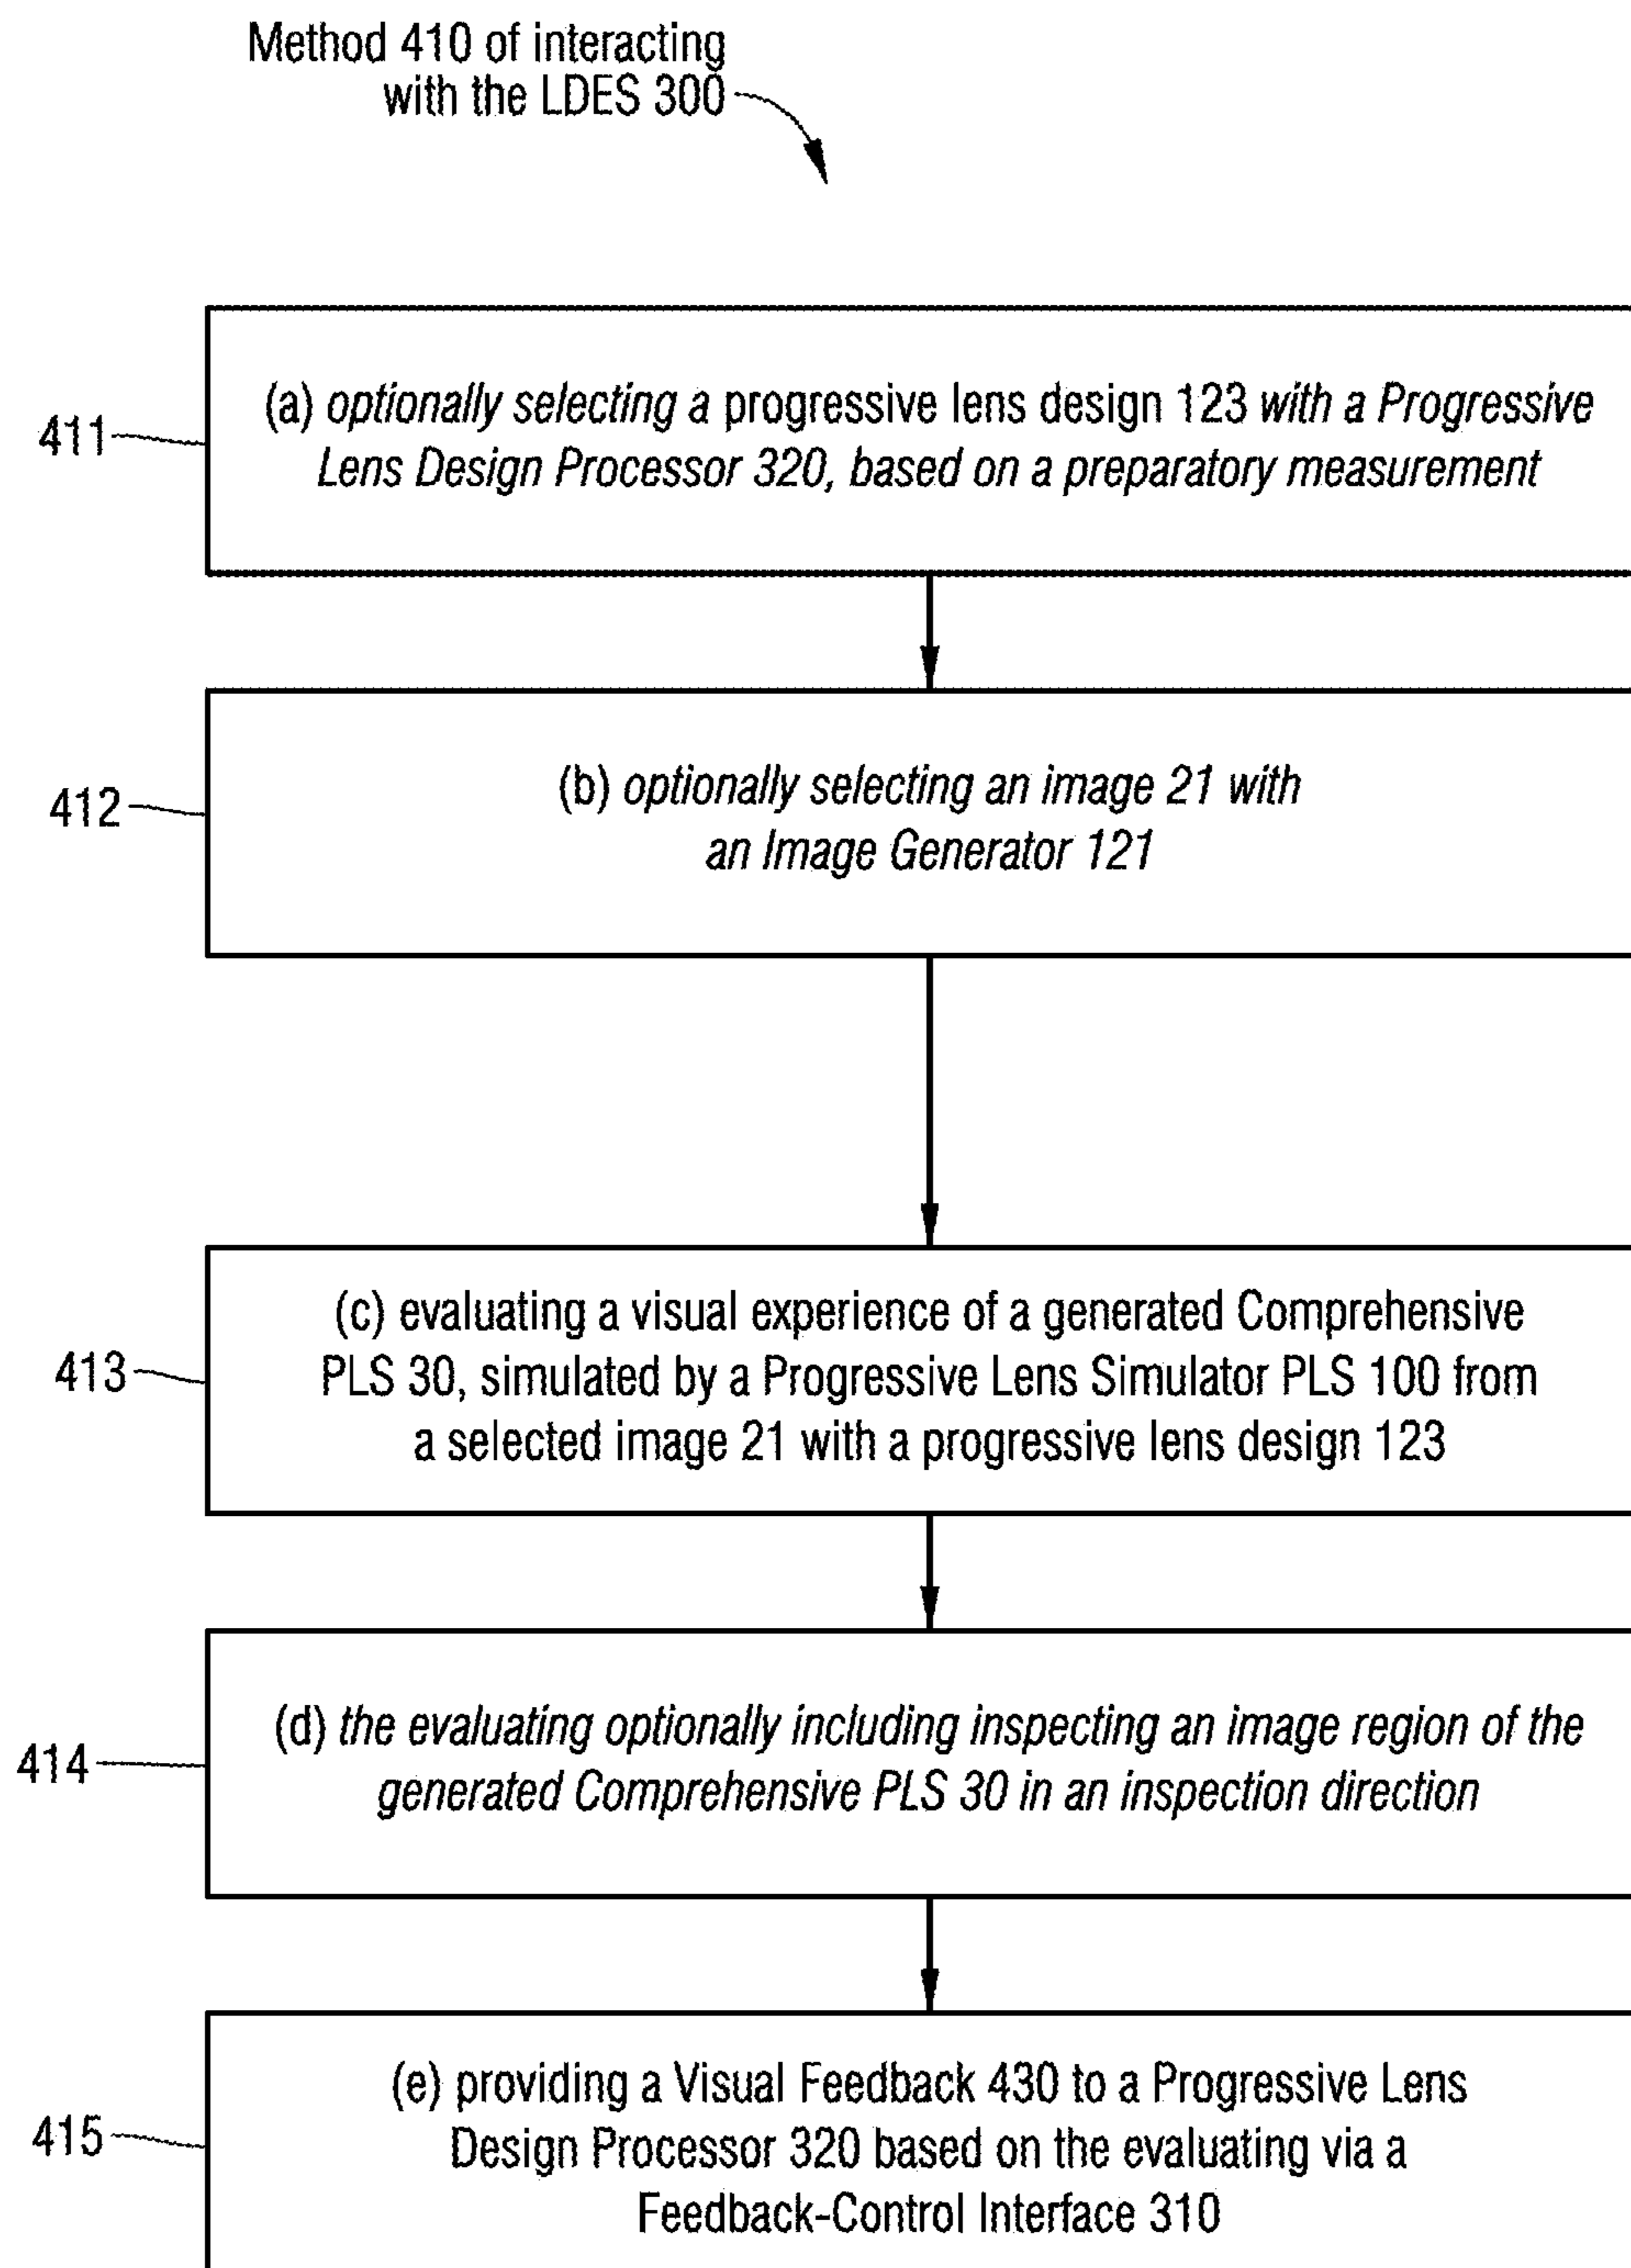 Method 410 of interacting
with the LDES 300
411
(a) optionally selecting a progressive lens design 123 with a Progressive
Lens Design Processor 320, based on a preparatory measurement
412
(b) optionally selecting an image 21 with
an Image Generator 121
413
(c) evaluating a visual experience of a generated Comprehensive
PLS 30, simulated by a Progressive Lens Simulator PLS 100 from
a selected image 21 with a progressive lens design 123
414
(d) the evaluating optionally including inspecting an image region of the
generated Comprehensive PLS 30 in an inspection direction
415
(e) providing a Visual Feedback 430 to a Progressive Lens
Design Processor 320 based on the evaluating via a
Feedback-Control Interface 310